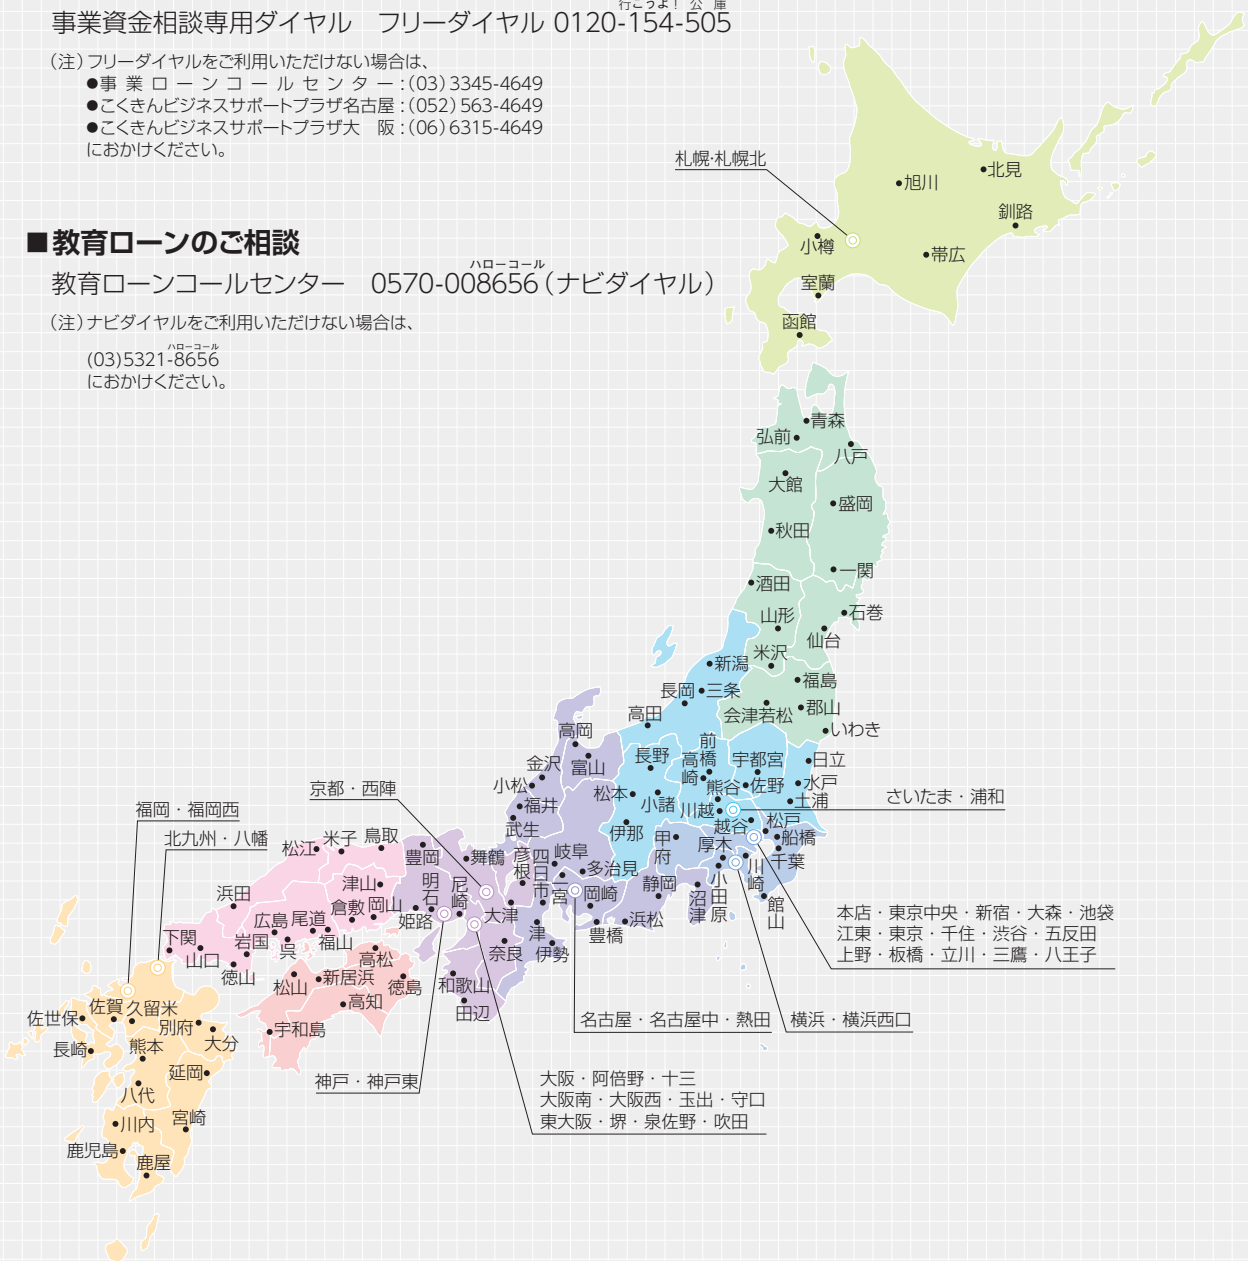 行こうよ！公庫
事業資金相談専用ダイヤル　フリーダイヤル 0120-154-505
（注）フリーダイヤルをご利用いただけない場合は、
●事業ローンコールセンター：(03)3345-4649
●こくきんビジネスサポートプラザ名古屋：(052)563-4649
●こくきんビジネスサポートプラザ大　阪：(06)6315-4649
におかけください。
■教育ローンのご相談
ハローコール
教育ローンコールセンター　0570-008656（ナビダイヤル）
（注）ナビダイヤルをご利用いただけない場合は、
ハローコール
(03)5321-8656
におかけください。
札幌・札幌北
旭川
北見
釧路
小樽
帯広
室蘭
函館
青森
弘前
八戸
大館
盛岡
秋田
一関
酒田
石巻
山形
仙台
米沢
新潟
福島
長岡
三条
会津若松
郡山
高田
いわき
高岡
富山
金沢
小松
福井
武生
長野
松本
小諸
伊那
前橋
高崎
宇都宮
佐野
熊谷
川越
越谷
日立
水戸
土浦
さいたま・浦和
松戸
船橋
千葉
川崎
館山
甲府
厚木
小田原
沼津
静岡
浜松
豊橋
岡崎
多治見
岐阜
一宮
四日市
彦根
津
伊勢
京都・西陣
舞鶴
豊岡
大津
奈良
尼崎
明石
姫路
和歌山
田辺
福岡・福岡西
北九州・八幡
松江
米子
鳥取
津山
岡山
倉敷
浜田
広島
尾道
福山
呉
岩国
徳山
山口
下関
高松
徳島
新居浜
松山
高知
宇和島
佐世保
佐賀
久留米
別府
大分
長崎
熊本
延岡
八代
宮崎
川内
鹿児島
鹿屋
本店・東京中央・新宿・大森・池袋
江東・東京・千住・渋谷・五反田
上野・板橋・立川・三鷹・八王子
名古屋・名古屋中・熱田
横浜・横浜西口
神戸・神戸東
大阪・阿倍野・十三
大阪南・大阪西・玉出・守口
東大阪・堺・泉佐野・吹田